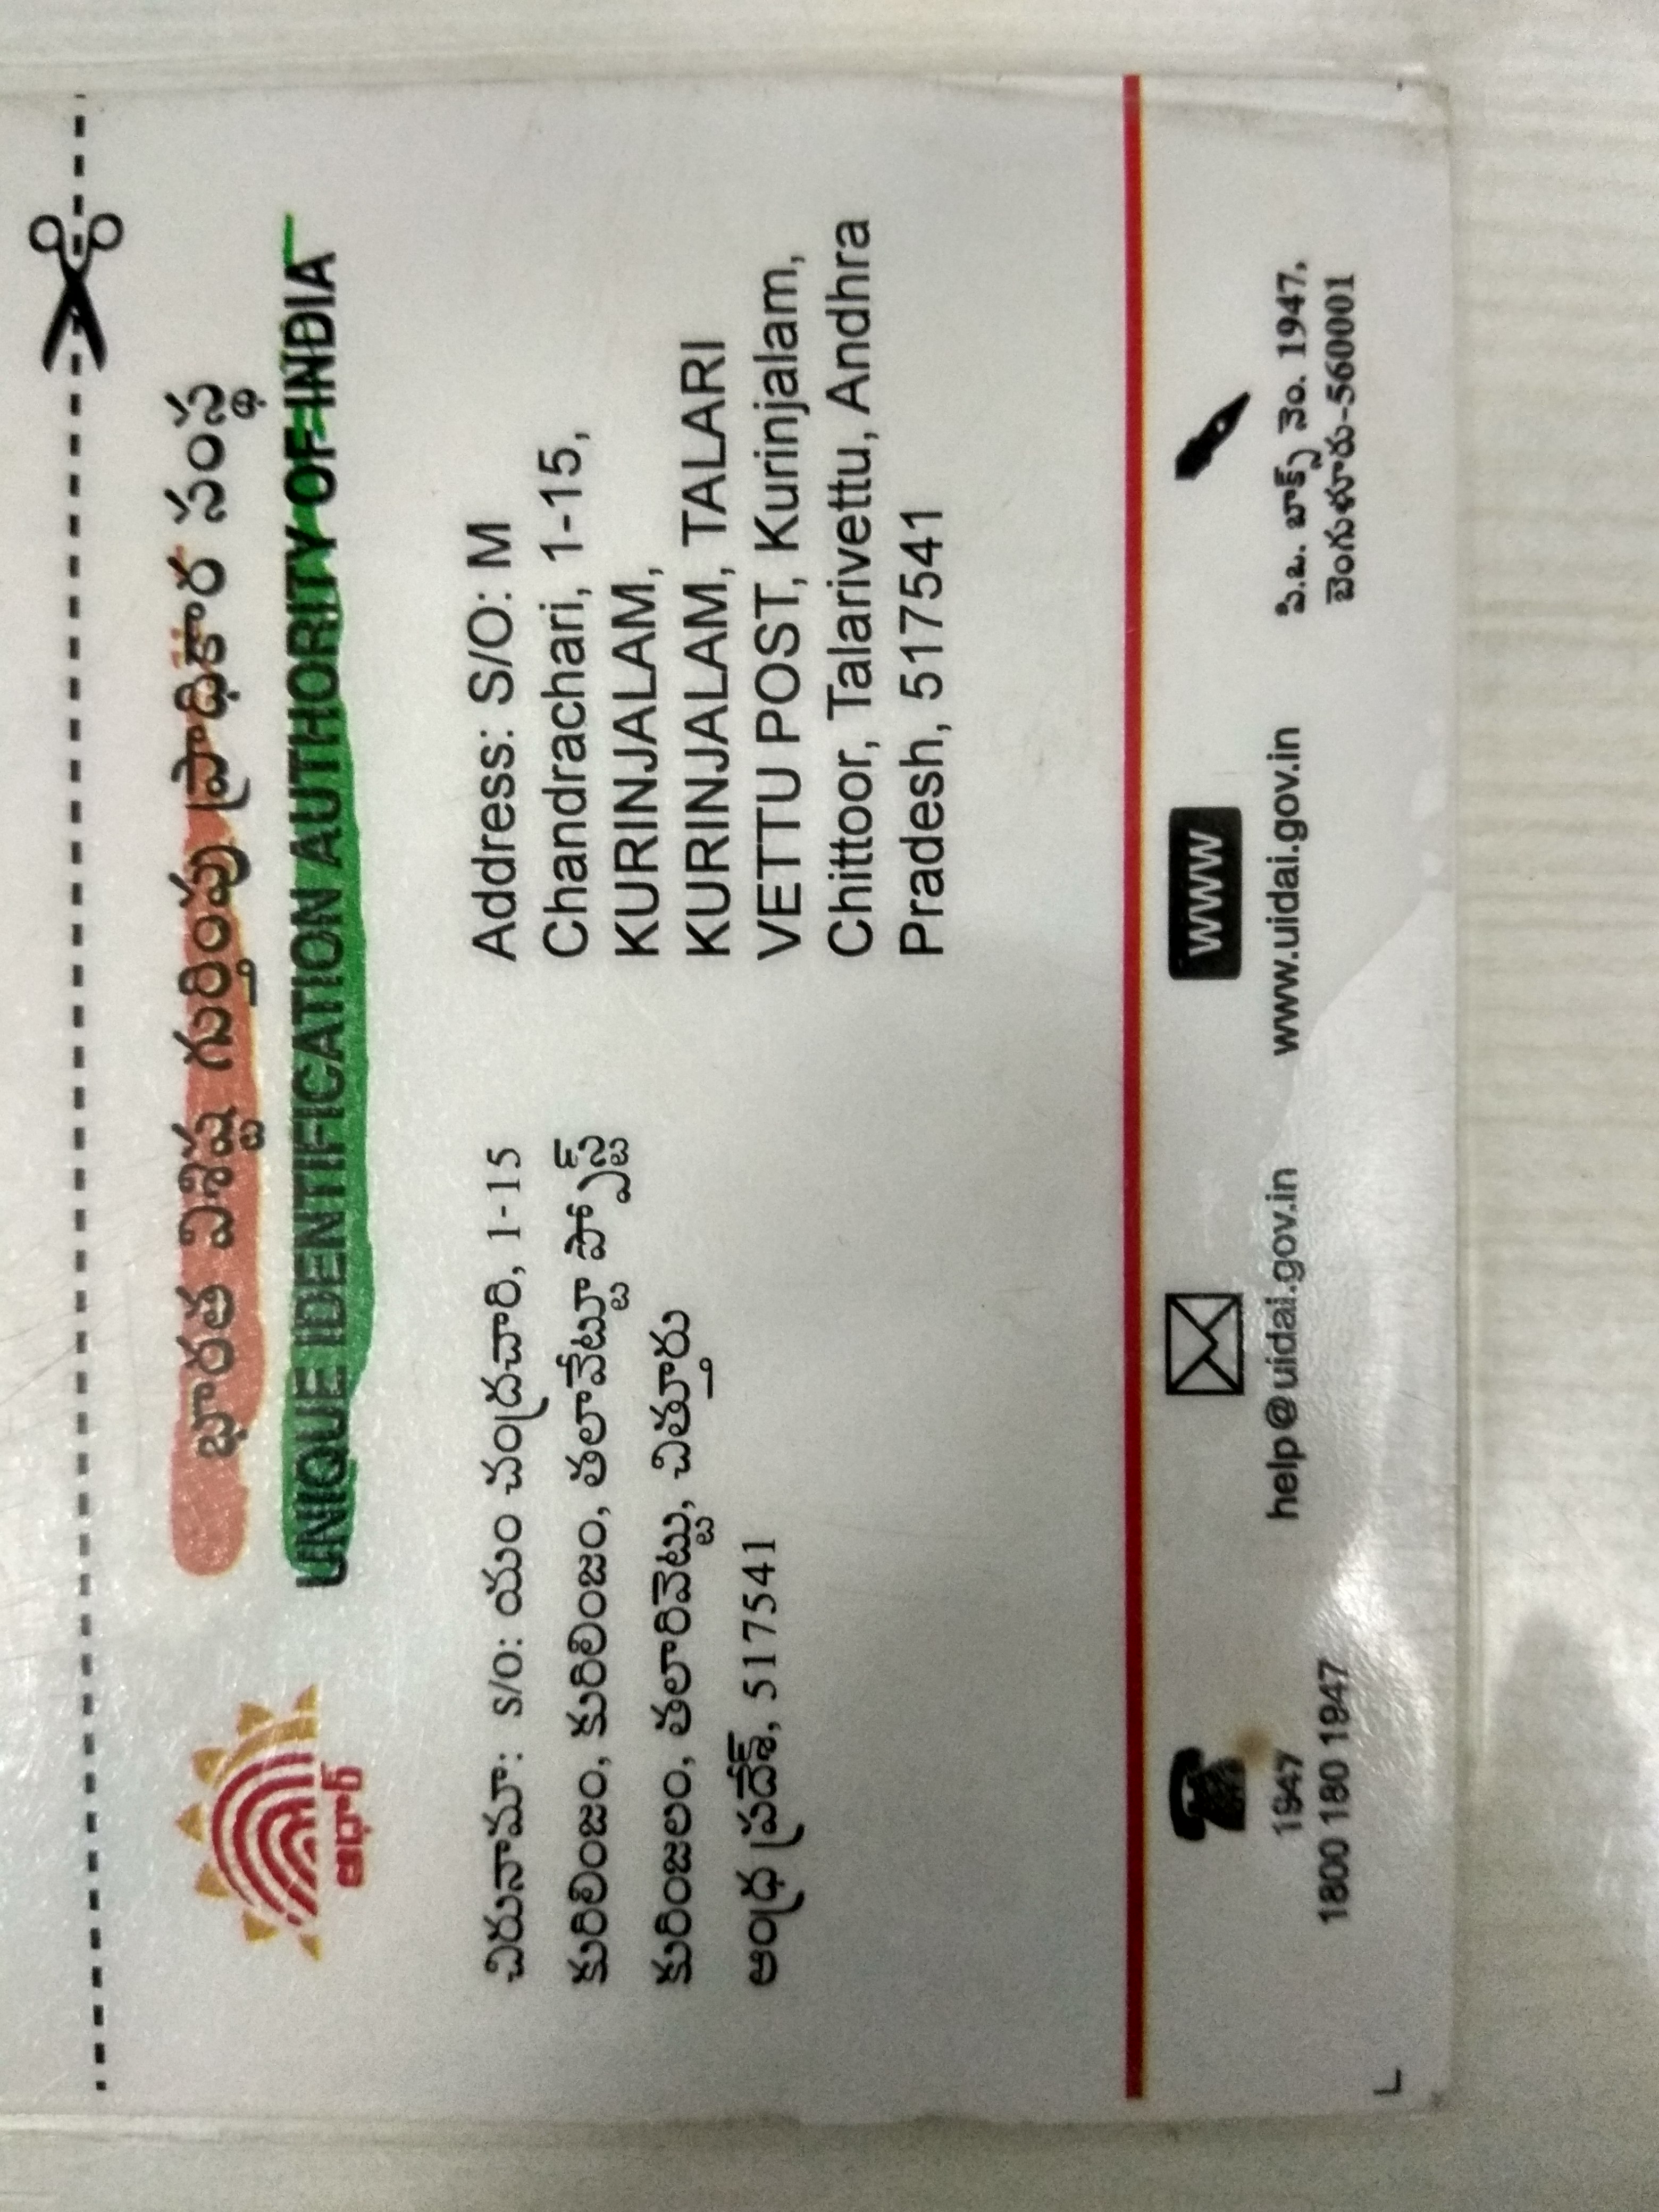 భారత విశిష్ట గుర్తింపు ప్రాధికార సంస్థ
UNIQUE IDENTIFICATION AUTHORITY OF INDIA
ఆధార్
చిరునామా: S/O: యం చంద్రచారి, 1-15
కురిలింజం, కురిలింజం, తలావేట్టూ పోస్ట్
కురింజలం, తలారివెట్టు, చిత్తూరు
ఆంధ్ర ప్రదేశ్, 517541
Address: S/O: M
Chandrachari, 1-15,
KURINJALAM,
KURINJALAM, TALARI
VETTU POST, Kurinjalam,
Chittoor, Talarivettu, Andhra
Pradesh, 517541
1947
1800 180 1947
help@uidai.gov.in
WWW
www.uidai.gov.in
పి.ఒ. బాక్స్ నెం. 1947,
బెంగుళూరు-560001